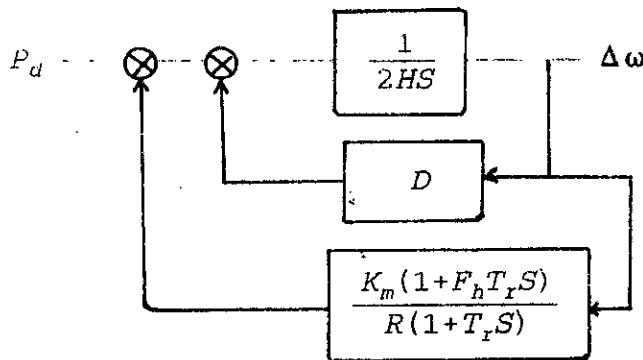 P_d
1
2HS
Δω
D
K_m(1+F_hT_rS)
R(1+T_rS)